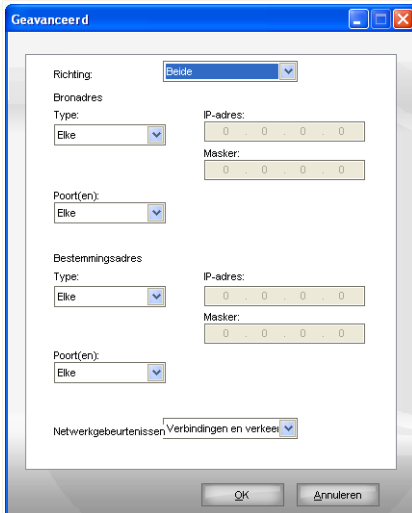 Geavanceerd
Richting: Beide
Bronadres
Type: IP-adres:
Elke 0 . 0 . 0 . 0
Masker:
0 . 0 . 0 . 0
Poort(en):
Elke
Bestemmingsadres
Type: IP-adres:
Elke 0 . 0 . 0 . 0
Masker:
0 . 0 . 0 . 0
Poort(en):
Elke
Netwerkgebeurtenissen Verbindingen en verkeer
OK Annuleren